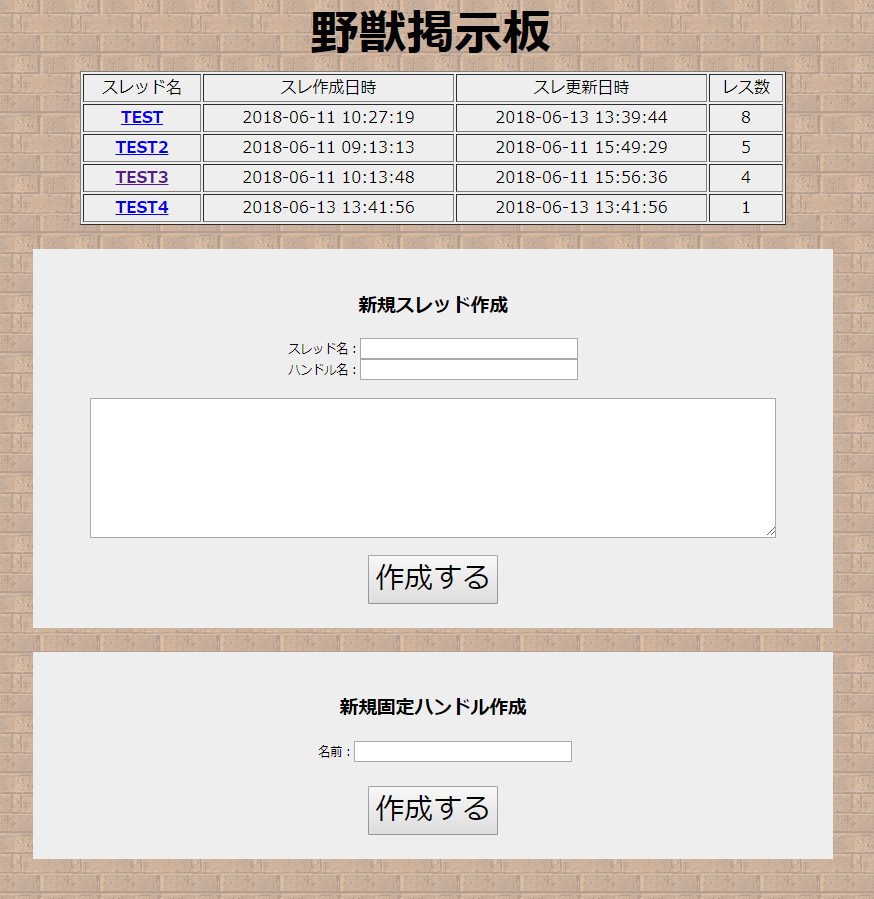 野獣掲示板
スレッド名 スレ作成日時 スレ更新日時 レス数
TEST 2018-06-11 10:27:19 2018-06-13 13:39:44 8
TEST2 2018-06-11 09:13:13 2018-06-11 15:49:29 5
TEST3 2018-06-11 10:13:48 2018-06-11 15:56:36 4
TEST4 2018-06-13 13:41:56 2018-06-13 13:41:56 1
新規スレッド作成
スレッド名：
ハンドル名：
作成する
新規固定ハンドル作成
名前：
作成する